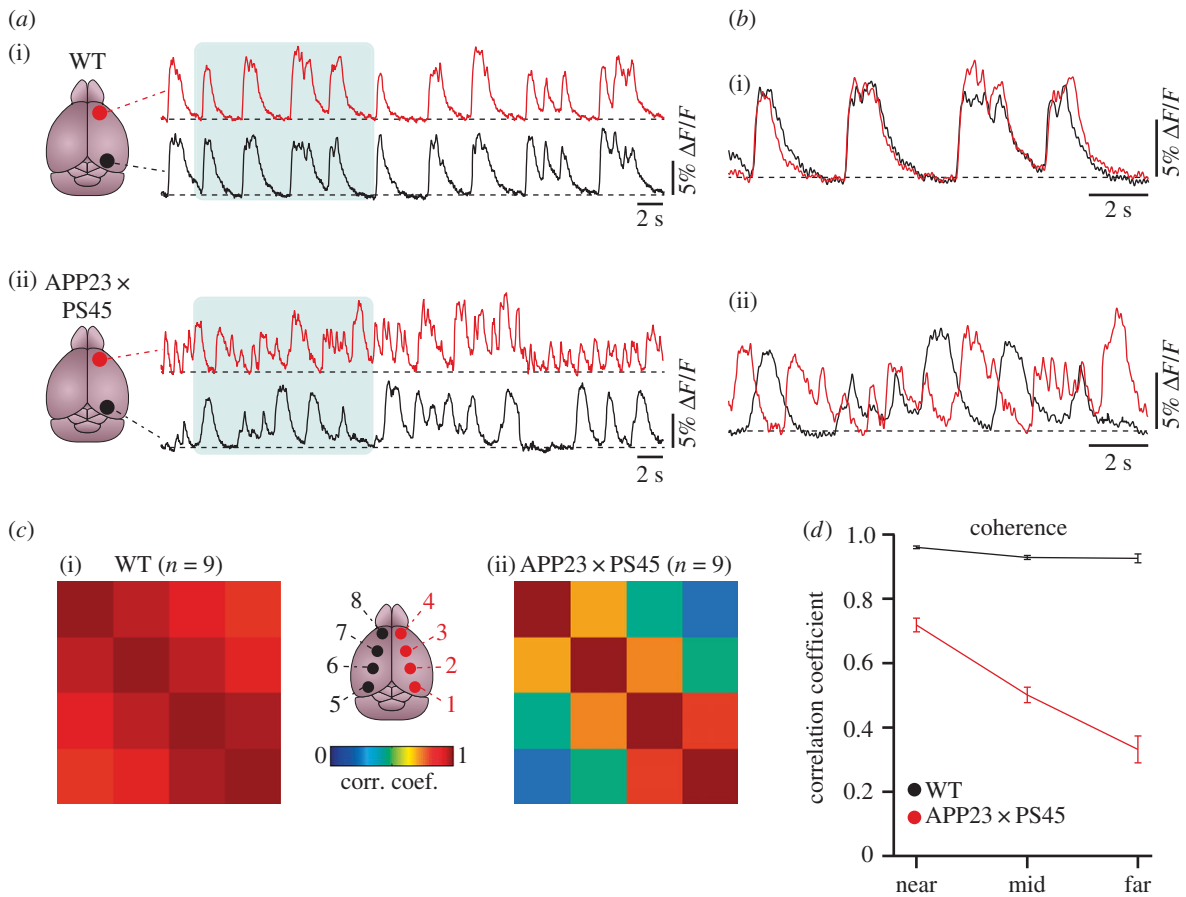 (a)
(i)
WT
5% ΔF/F
2 s
(b)
(i)
5% ΔF/F
2 s
(ii)
APP23 ×
PS45
5% ΔF/F
2 s
(ii)
5% ΔF/F
2 s
(c)
(i) WT (n = 9)
8 4
7 3
6 2
5 1
0 1
corr. coef.
(ii) APP23 × PS45 (n = 9)
(d)
coherence
correlation coefficient
1.0
0.8
0.6
0.4
0.2
0
WT
APP23 × PS45
near mid far